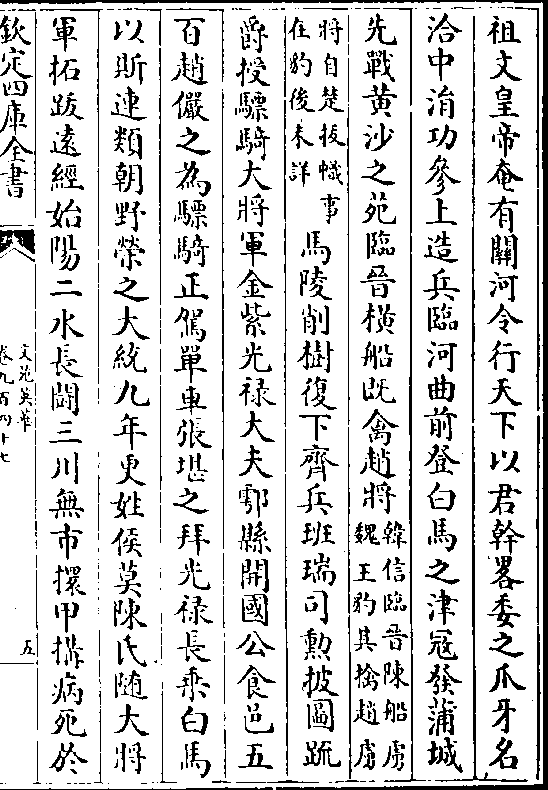 祖文皇帝奄有關河令行天下以君幹畧委之爪牙名
洽中涓功參上造兵臨河曲前登白馬之津冦發蒲城
先戰黄沙之苑臨晉橫船既禽趙將韓信臨晉陳船虜魏王豹其擒趙虜
將自楚拔幟事在豹後未詳馬陵削樹復下齊兵班瑞司勲披圖䟽
爵授驃騎大將軍金紫光禄大夫鄠縣開國公食邑五
百趙儼之為驃騎正駕單車張堪之拜光禄長乘白馬
以斯連類朝野榮之大統九年更姓侯莫陳氏随大將
軍拓跋遠經始陽二水長鬬三川無市擐甲搆病死於
欽定四庫全書
文苑英華
卷九百四十七
五